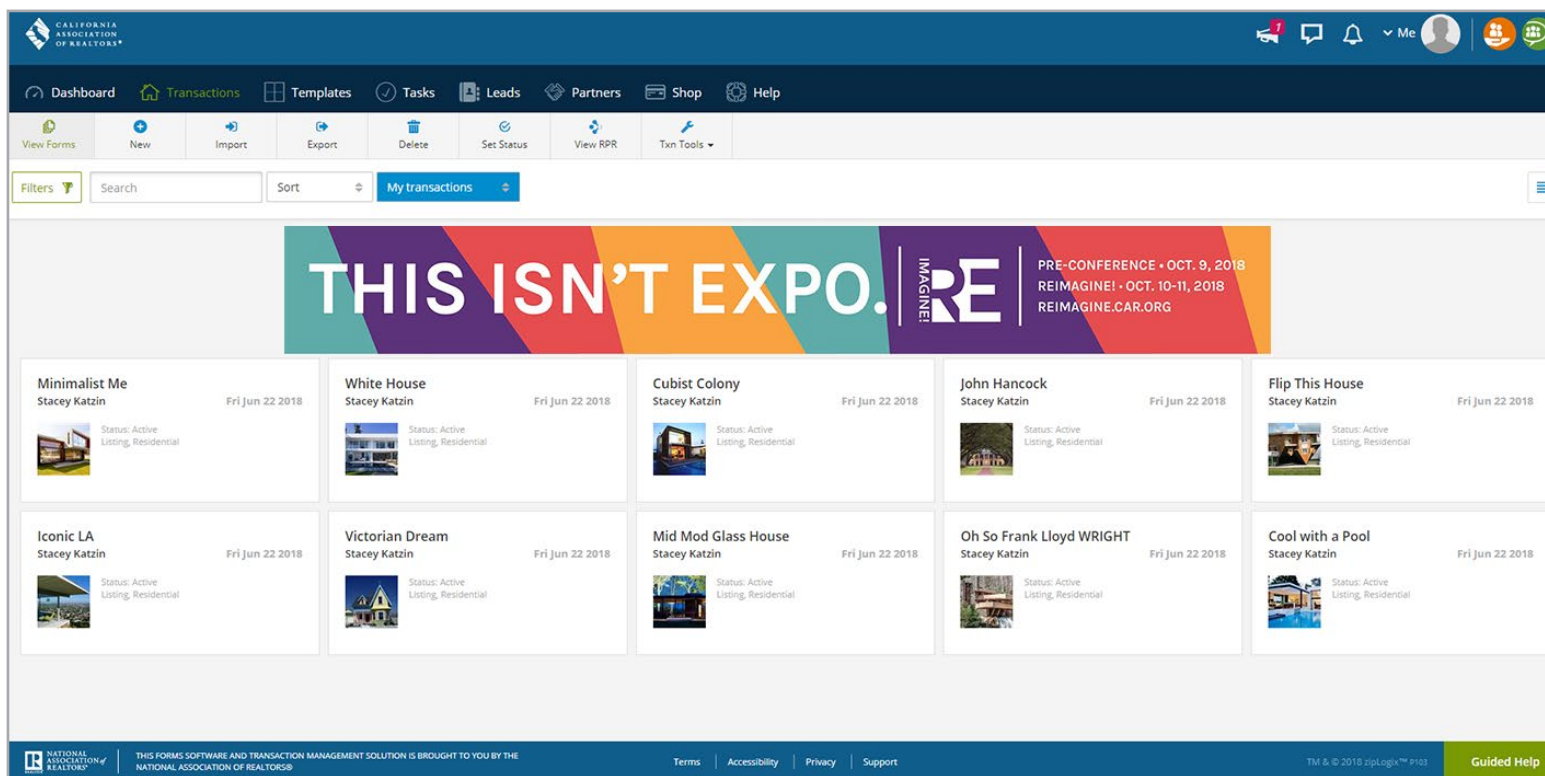 CALIFORNIA
ASSOCIATION
OF REALTORS®
1
Me
Dashboard Transactions Templates Tasks Leads Partners Shop Help
View Forms New Import Export Delete Set Status View RPR Txn Tools
Filters Search Sort My transactions
THIS ISN'T EXPO.
IMAGINE!
RE
PRE-CONFERENCE • OCT. 9, 2018
REIMAGINE! • OCT. 10-11, 2018
REIMAGINE.CAR.ORG
Minimalist Me
Stacey Katzin Fri Jun 22 2018
Status: Active
Listing, Residential
White House
Stacey Katzin Fri Jun 22 2018
Status: Active
Listing, Residential
Cubist Colony
Stacey Katzin Fri Jun 22 2018
Status: Active
Listing, Residential
John Hancock
Stacey Katzin Fri Jun 22 2018
Status: Active
Listing, Residential
Flip This House
Stacey Katzin Fri Jun 22 2018
Status: Active
Listing, Residential
Iconic LA
Stacey Katzin Fri Jun 22 2018
Status: Active
Listing, Residential
Victorian Dream
Stacey Katzin Fri Jun 22 2018
Status: Active
Listing, Residential
Mid Mod Glass House
Stacey Katzin Fri Jun 22 2018
Status: Active
Listing, Residential
Oh So Frank Lloyd WRIGHT
Stacey Katzin Fri Jun 22 2018
Status: Active
Listing, Residential
Cool with a Pool
Stacey Katzin Fri Jun 22 2018
Status: Active
Listing, Residential
NATIONAL
ASSOCIATION of
REALTORS®
THIS FORMS SOFTWARE AND TRANSACTION MANAGEMENT SOLUTION IS BROUGHT TO YOU BY THE
NATIONAL ASSOCIATION OF REALTORS®
Terms Accessibility Privacy Support
TM & © 2018 zipLogix™ P103
Guided Help